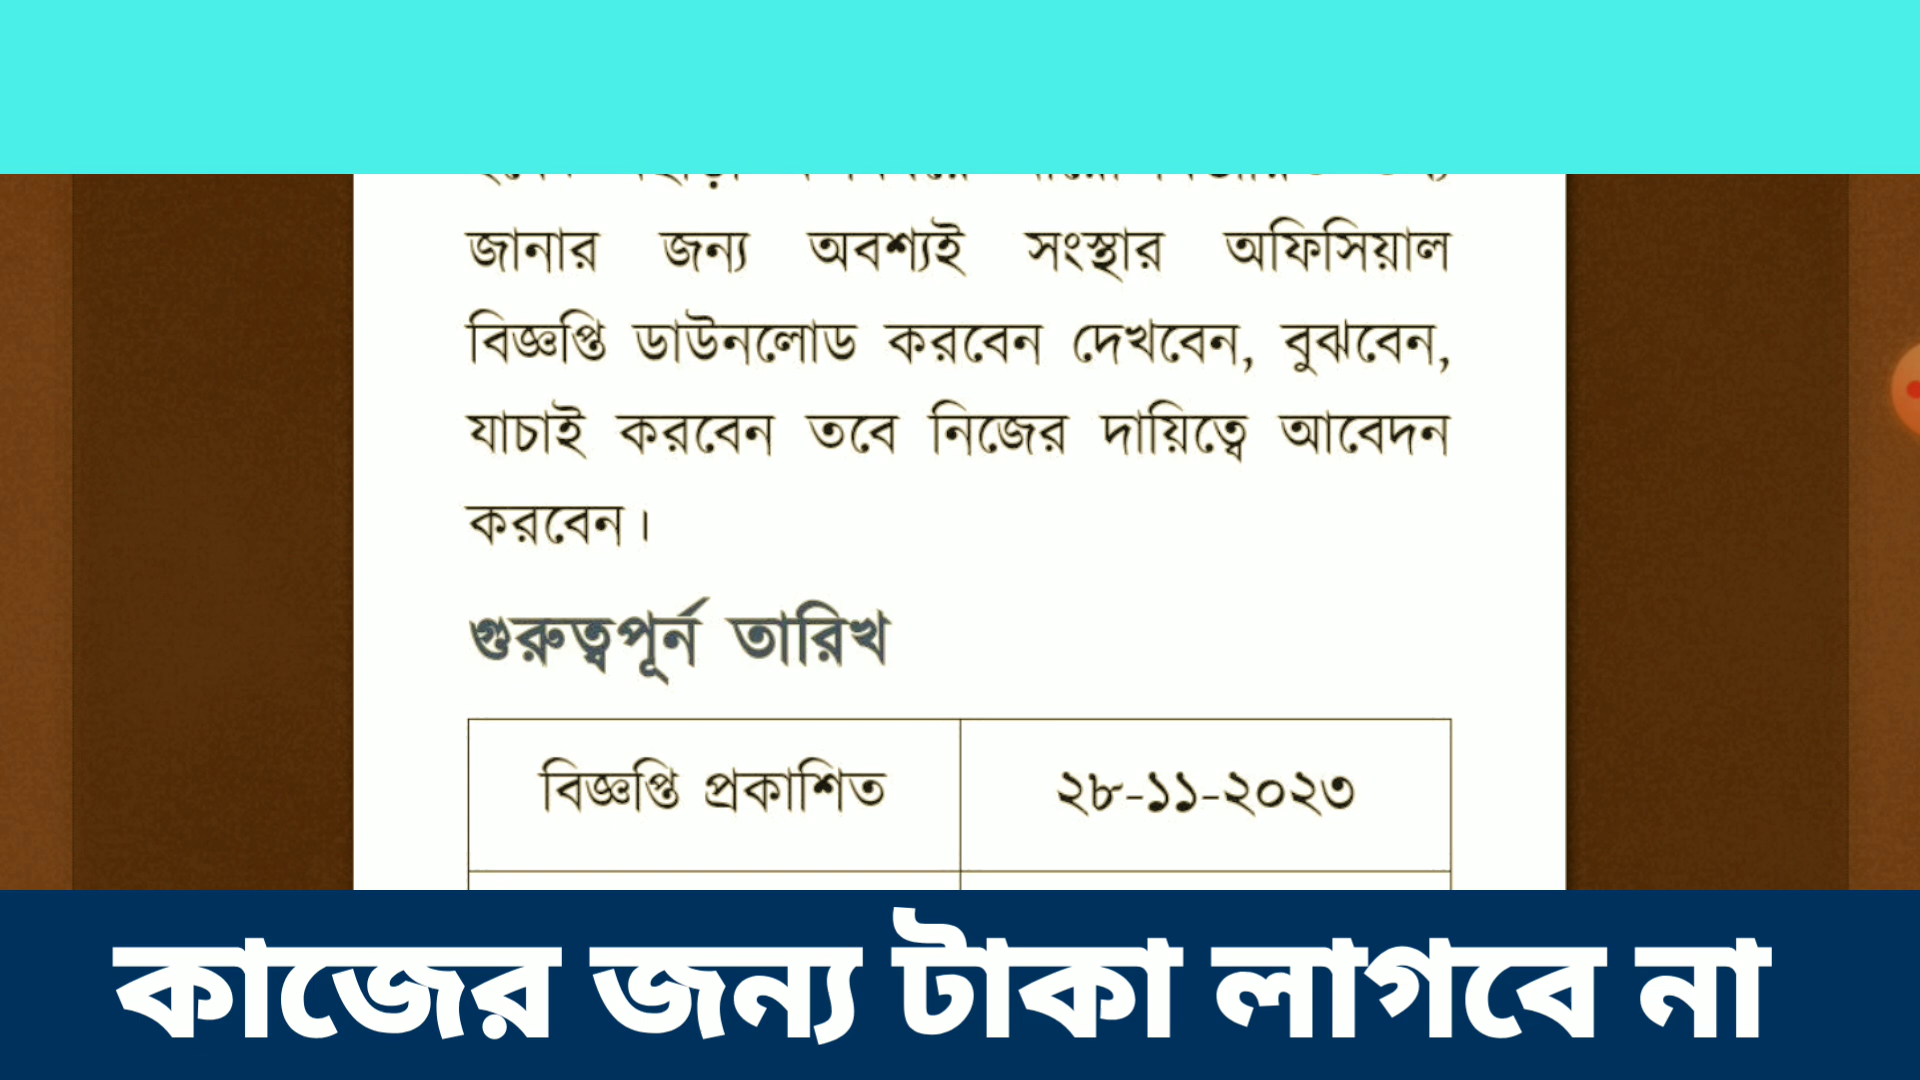 জানার জন্য অবশ্যই সংস্থার অফিসিয়াল
বিজ্ঞপ্তি ডাউনলোড করবেন দেখবেন, বুঝবেন,
যাচাই করবেন তবে নিজের দায়িত্বে আবেদন
করবেন।
গুরুত্বপূর্ন তারিখ
বিজ্ঞপ্তি প্রকাশিত ২৮-১১-২০২৩
কাজের জন্য টাকা লাগবে না